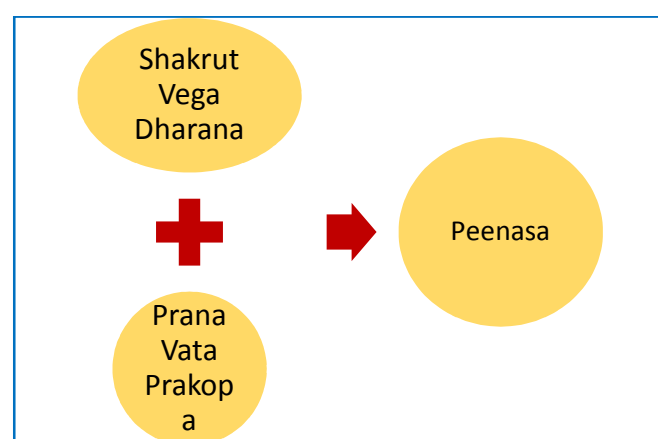 Shakrut
Vega
Dharana
Peenasa
Prana
Vata
Prakop
a